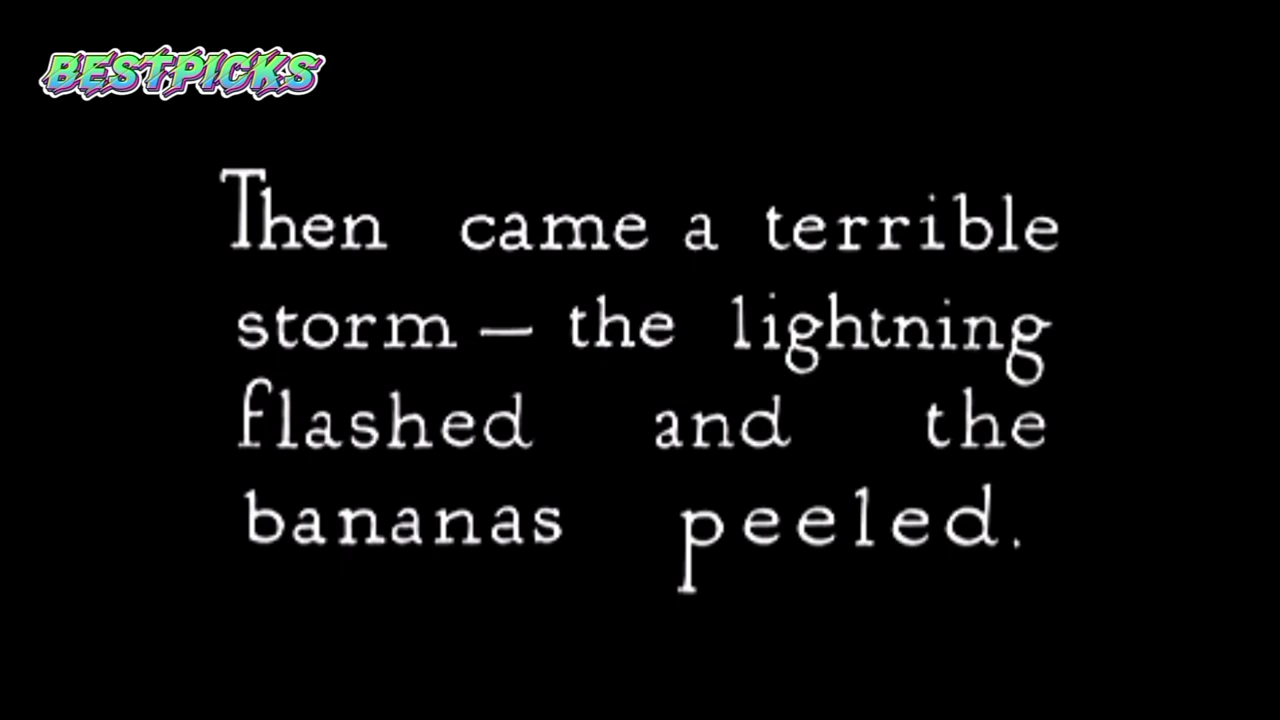 BESTPICKS
Then came a terrible
storm — the lightning
flashed and the
bananas peeled.